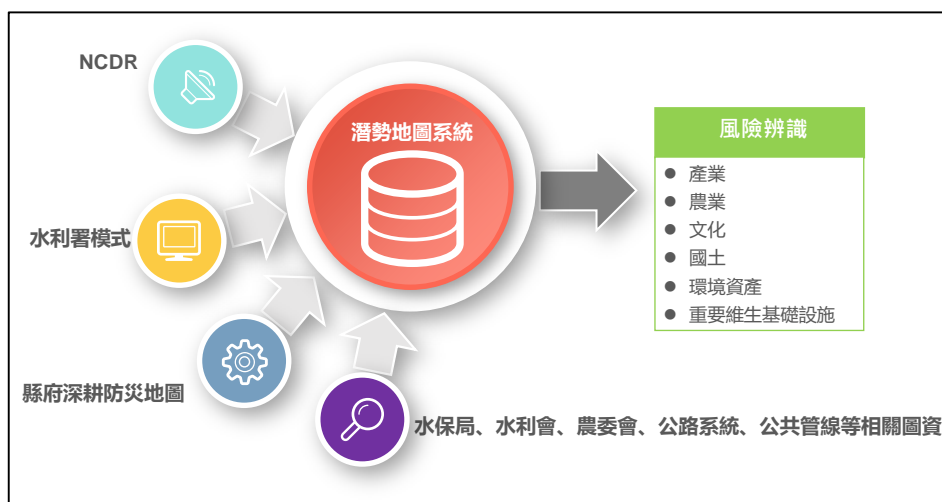 NCDR
潛勢地圖系統
水利署模式
縣府深耕防災地圖
水保局、水利會、農委會、公路系統、公共管線等相關圖資
風險辨識
● 產業
● 農業
● 文化
● 國土
● 環境資產
● 重要維生基礎設施